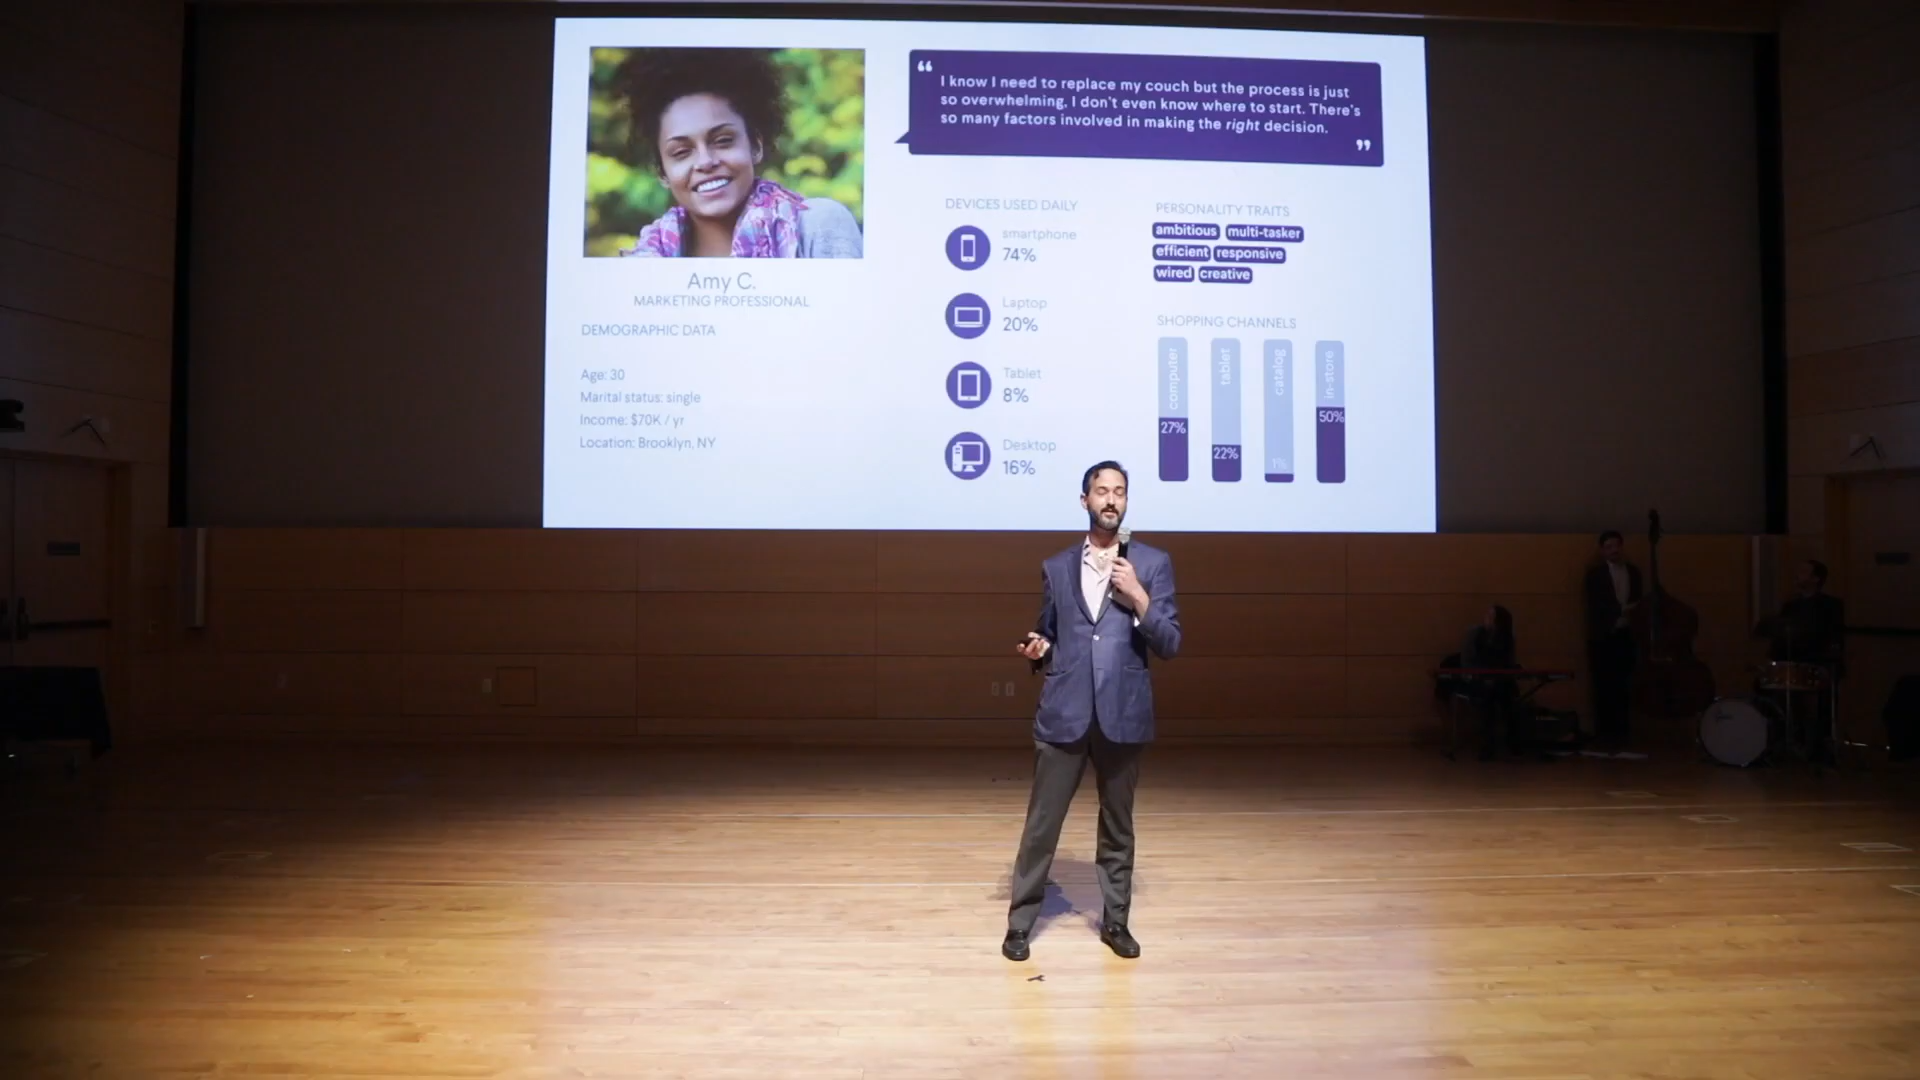 “
I know I need to replace my couch but the process is just
so overwhelming, I don't even know where to start. There's
so many factors involved in making the right decision.
”
Amy C.
MARKETING PROFESSIONAL
DEMOGRAPHIC DATA
Age: 30
Marital status: single
Income: $70K / yr
Location: Brooklyn, NY
DEVICES USED DAILY
smartphone
74%
Laptop
20%
Tablet
8%
Desktop
16%
PERSONALITY TRAITS
ambitious multi-tasker
efficient responsive
wired creative
SHOPPING CHANNELS
computer
27%
tablet
22%
catalog
1%
in-store
50%